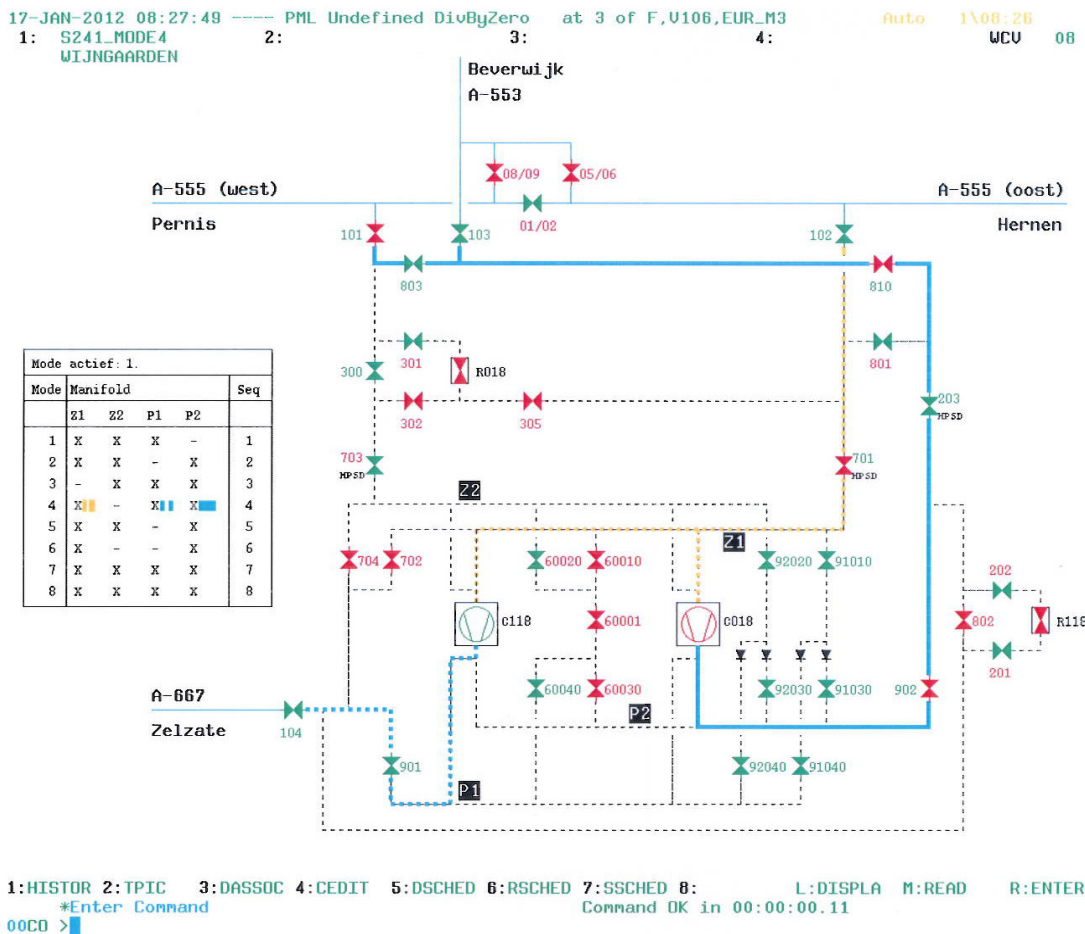 17-JAN-2012 08:27:49 ---- PML Undefined DivByZero at 3 of F,V106,EUR_M3 Auto 1\08:26
1: S241_MODE4 2: 3: 4: WCV 08
WIJNGAARDEN
Beverwijk
A-553
08/09 05/06
A-555 (west) A-555 (oost)
Pernis 01/02 Hernen
101 103 102
803 810
301 801
300 R018
203
HPSD
302 305
703 701
HPSD HPSD
Mode actief: 1.
Mode Manifold Seq
Z1 Z2 P1 P2
1 X X X - 1
2 X X - X 2
3 - X X X 3
4 X - X X 4
5 X X - X 5
6 X - - X 6
7 X X X X 7
8 X X X X 8
Z2
Z1
704 702 60020 60010 92020 91010
202
C118 60001 C018 802 R118
201
60040 60030 92030 91030 902
A-667
P2
Zelzate
104
901 92040 91040
P1
1:HISTOR 2:TPIC 3:DASSOC 4:CEDIT 5:DSCHED 6:RSCHED 7:SSCHED 8: L:DISPLA M:READ R:ENTER
*Enter Command Command OK in 00:00:00.11
00CO >